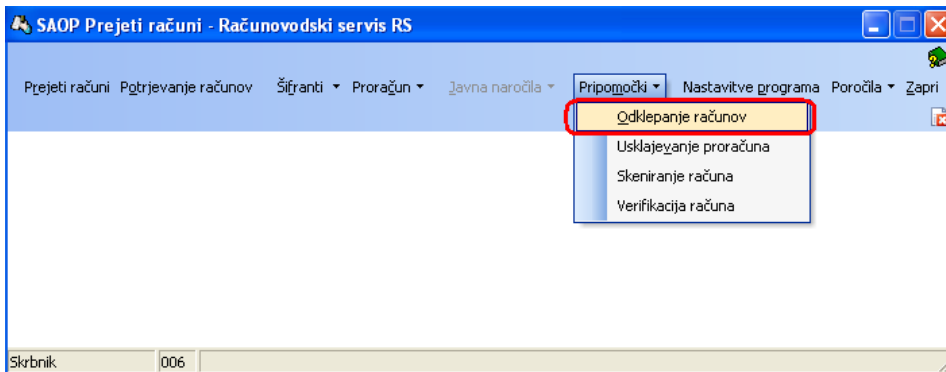 SAOP Prejeti računi - Računovodski servis RS
Prejeti računi Potrjevanje računov Šifranti Proračun Javna naročila Pripomočki Nastavitve programa Poročila Zapri
Odklepanje računov
Usklajevanje proračuna
Skeniranje računa
Verifikacija računa
Skrbnik 006